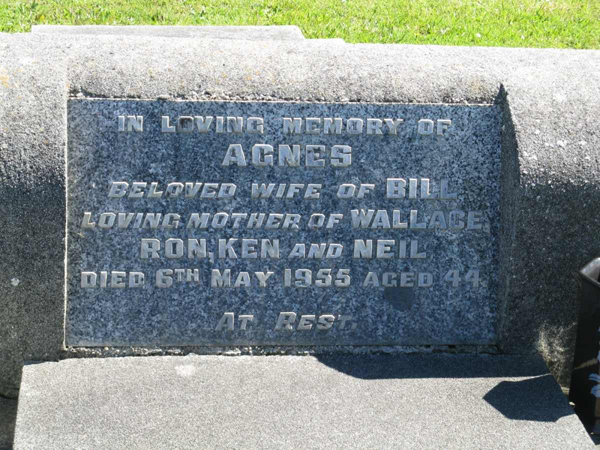 IN LOVING MEMORY OF
AGNES
BELOVED WIFE OF BILL
LOVING MOTHER OF WALLACE,
RON, KEN AND NEIL
DIED 6TH MAY 1955 AGED 44.
AT REST.